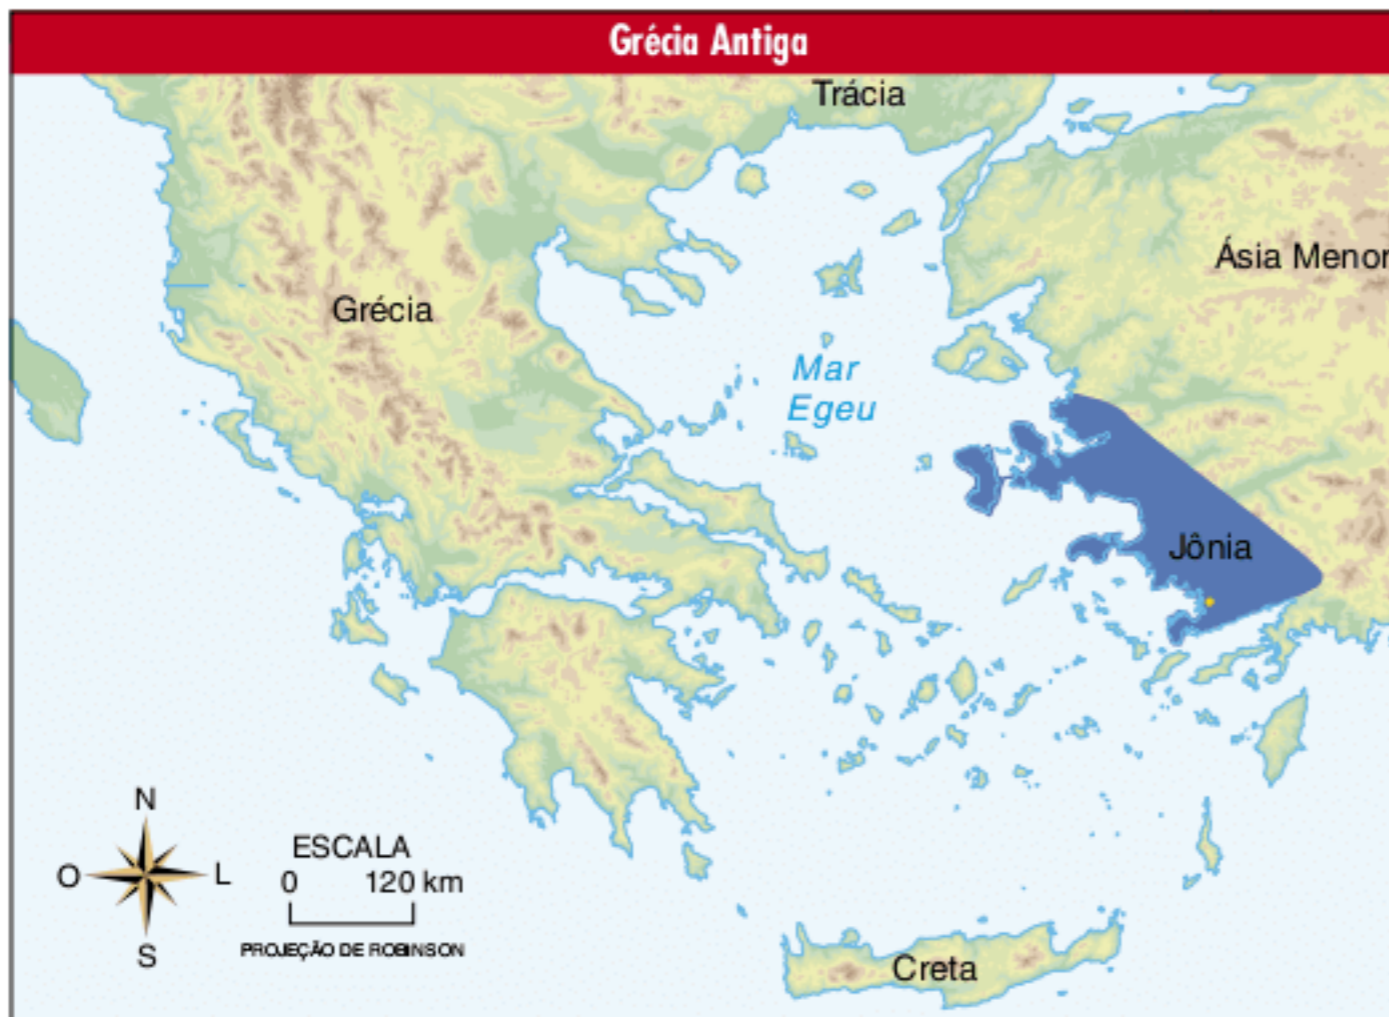 Grécia Antiga
Trácia
Ásia Menor
Grécia
Mar
Egeu
Jônia
N
O
L
S
ESCALA
0 120 km
PROJEÇÃO DE ROBINSON
Creta